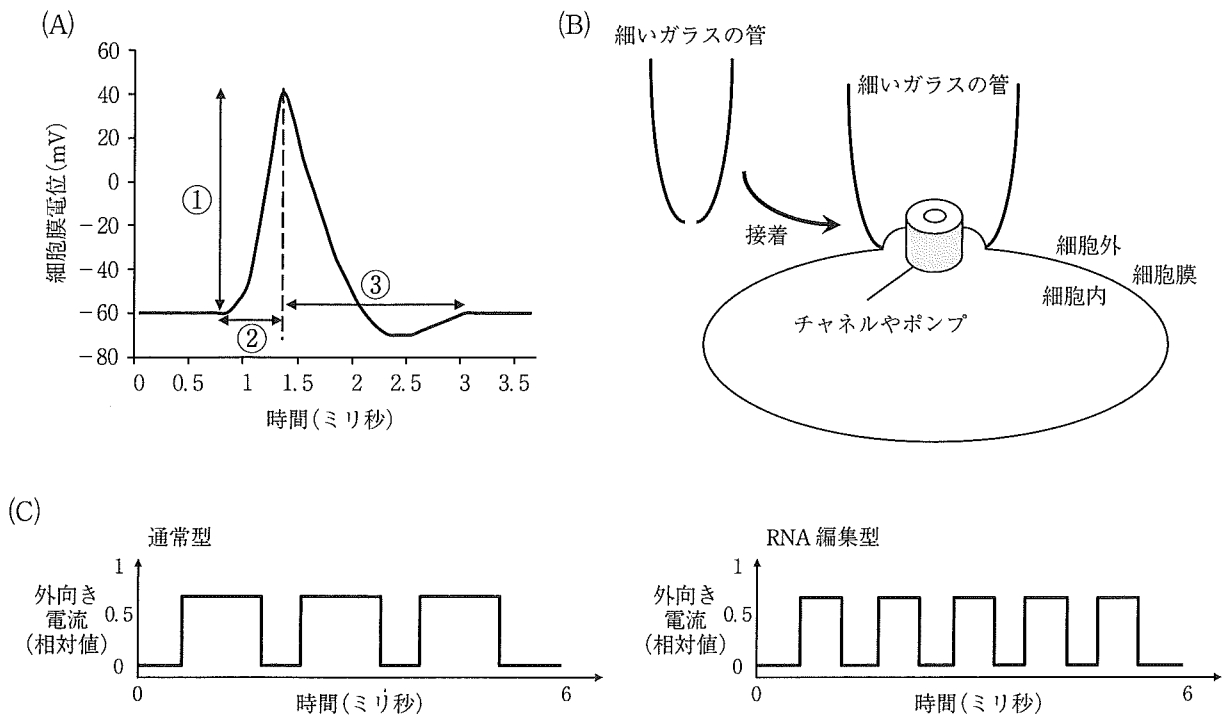 (A)
60
40
20
0
−20
−40
−60
−80
細胞膜電位(mV)
①
②
③
0 0.5 1 1.5 2 2.5 3 3.5
時間(ミリ秒)
(B)
細いガラスの管
細いガラスの管
接着
細胞外
細胞膜
細胞内
チャネルやポンプ
(C)
通常型
1
外向き
電流
(相対値)
0.5
0
0
6
時間(ミリ秒)
RNA 編集型
1
外向き
電流
(相対値)
0.5
0
0
6
時間(ミリ秒)